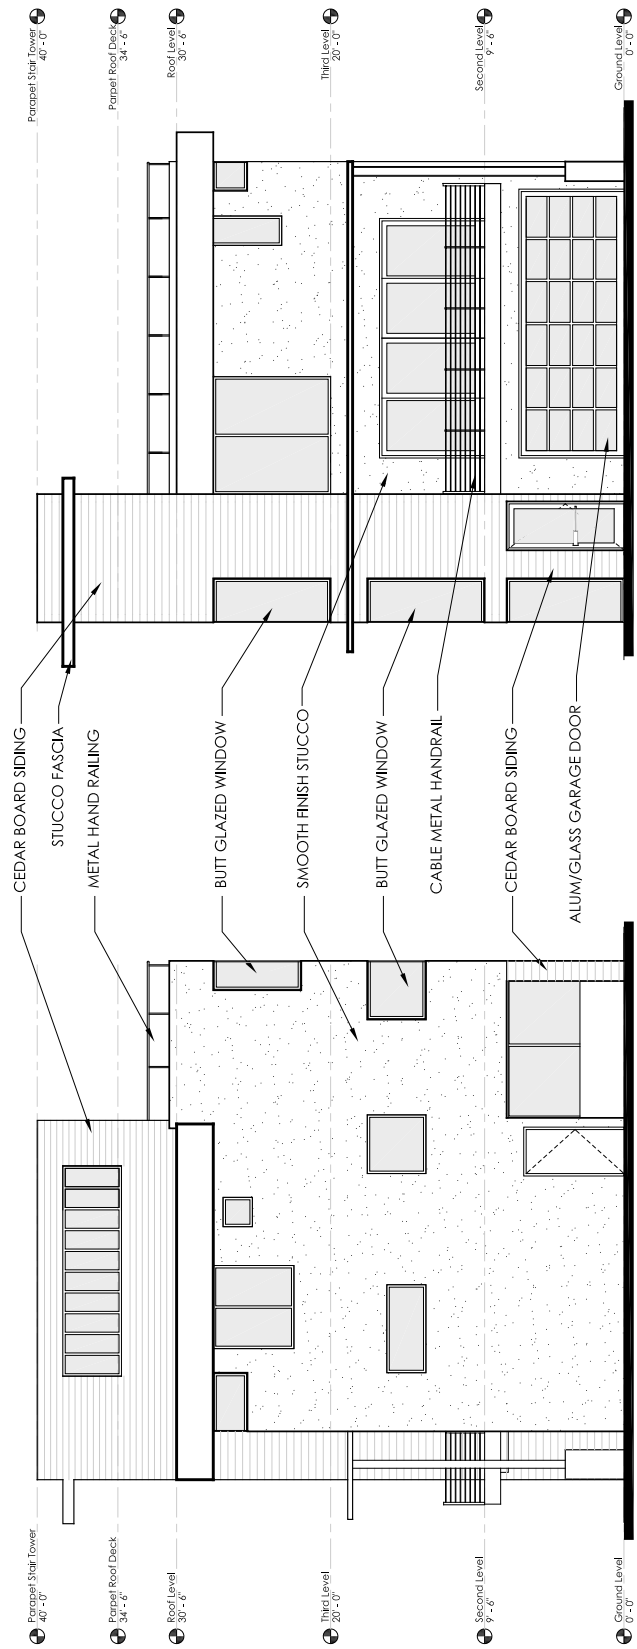 Parapet Stair Tower
40' - 0"
Parpet Roof Deck
34' - 6"
Roof Level
30' - 6"
Third Level
20' - 0"
Second Level
9' - 6"
Ground Level
0' - 0"
CEDAR BOARD SIDING
STUCCO FASCIA
METAL HAND RAILING
BUTT GLAZED WINDOW
SMOOTH FINISH STUCCO
BUTT GLAZED WINDOW
CABLE METAL HANDRAIL
CEDAR BOARD SIDING
ALUM/GLASS GARAGE DOOR
Parapet Stair Tower
40' - 0"
Parpet Roof Deck
34' - 6"
Roof Level
30' - 6"
Third Level
20' - 0"
Second Level
9' - 6"
Ground Level
0' - 0"